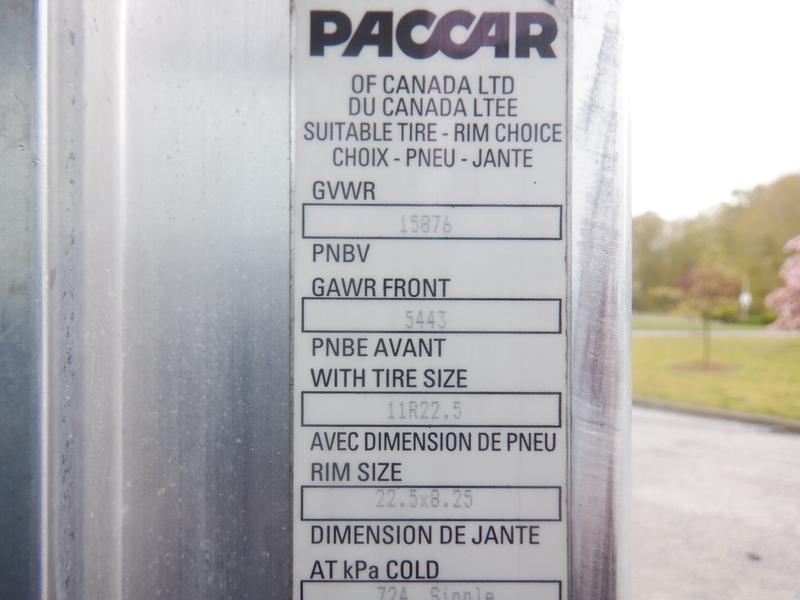 PACCAR
OF CANADA LTD
DU CANADA LTEE
SUITABLE TIRE - RIM CHOICE
CHOIX - PNEU - JANTE
GVWR
15876
PNBV
GAWR FRONT
5443
PNBE AVANT
WITH TIRE SIZE
11R22.5
AVEC DIMENSION DE PNEU
RIM SIZE
22.5x8.25
DIMENSION DE JANTE
AT kPa COLD
724 Single